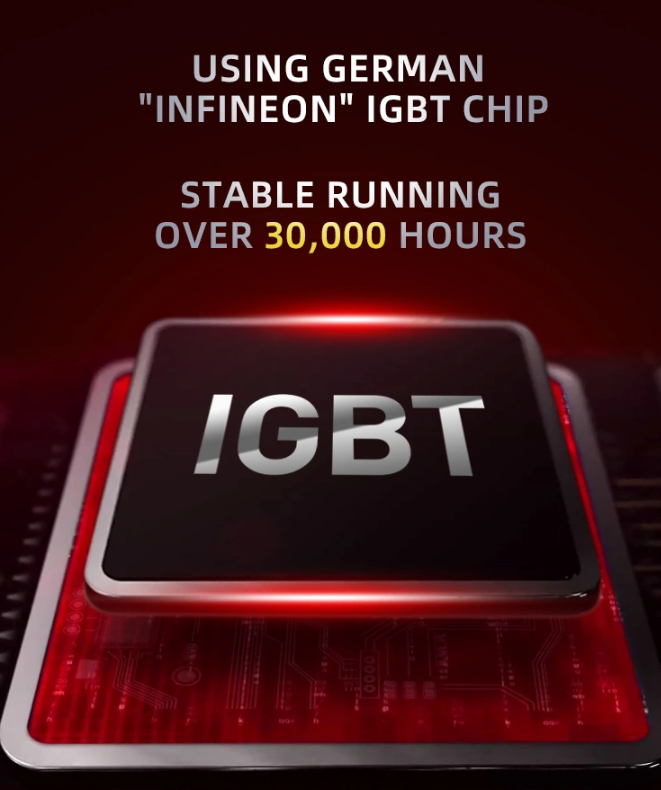 USING GERMAN
"INFINEON" IGBT CHIP
STABLE RUNNING
OVER 30,000 HOURS
IGBT